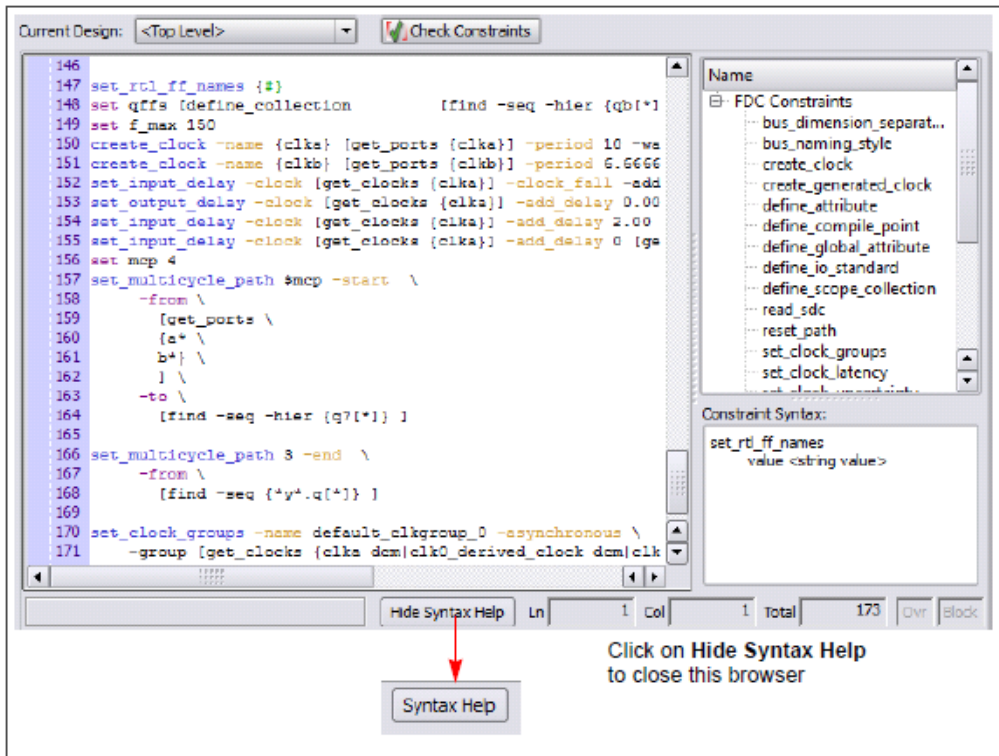 Current Design: <Top Level> Check Constraints
146
147 set_rtl_ff_names {#}
148 set qffs [define_collection [find -seq -hier {qb[*]
149 set f_max 150
150 create_clock -name {clka} [get_ports {clka}] -period 10 -wa
151 create_clock -name {clkb} [get_ports {clkb}] -period 6.6666
152 set_input_delay -clock [get_clocks {clka}] -clock_fall -add
153 set_output_delay -clock [get_clocks {clka}] -add_delay 0.00
154 set_input_delay -clock [get_clocks {clka}] -add_delay 2.00
155 set_input_delay -clock [get_clocks {clka}] -add_delay 0 [ge
156 set mcp 4
157 set_multicycle_path $mcp -start \
158 -from \
159 [get_ports \
160 {a* \
161 b*} \
162 ] \
163 -to \
164 [find -seq -hier {q?[*]} ]
165
166 set_multicycle_path 3 -end \
167 -from \
168 [find -seq {*y*.q[*]} ]
169
170 set_clock_groups -name default_clkgroup_0 -asynchronous \
171 -group [get_clocks {clka dcm|clk0_derived_clock dcm|clk
Name
FDC Constraints
bus_dimension_separat...
bus_naming_style
create_clock
create_generated_clock
define_attribute
define_compile_point
define_global_attribute
define_io_standard
define_scope_collection
read_sdc
reset_path
set_clock_groups
set_clock_latency
set_clock_uncertainty
Constraint Syntax:
set_rtl_ff_names
value <string value>
Hide Syntax Help Ln 1 Col 1 Total 173 Ovr Block
Click on Hide Syntax Help
to close this browser
Syntax Help